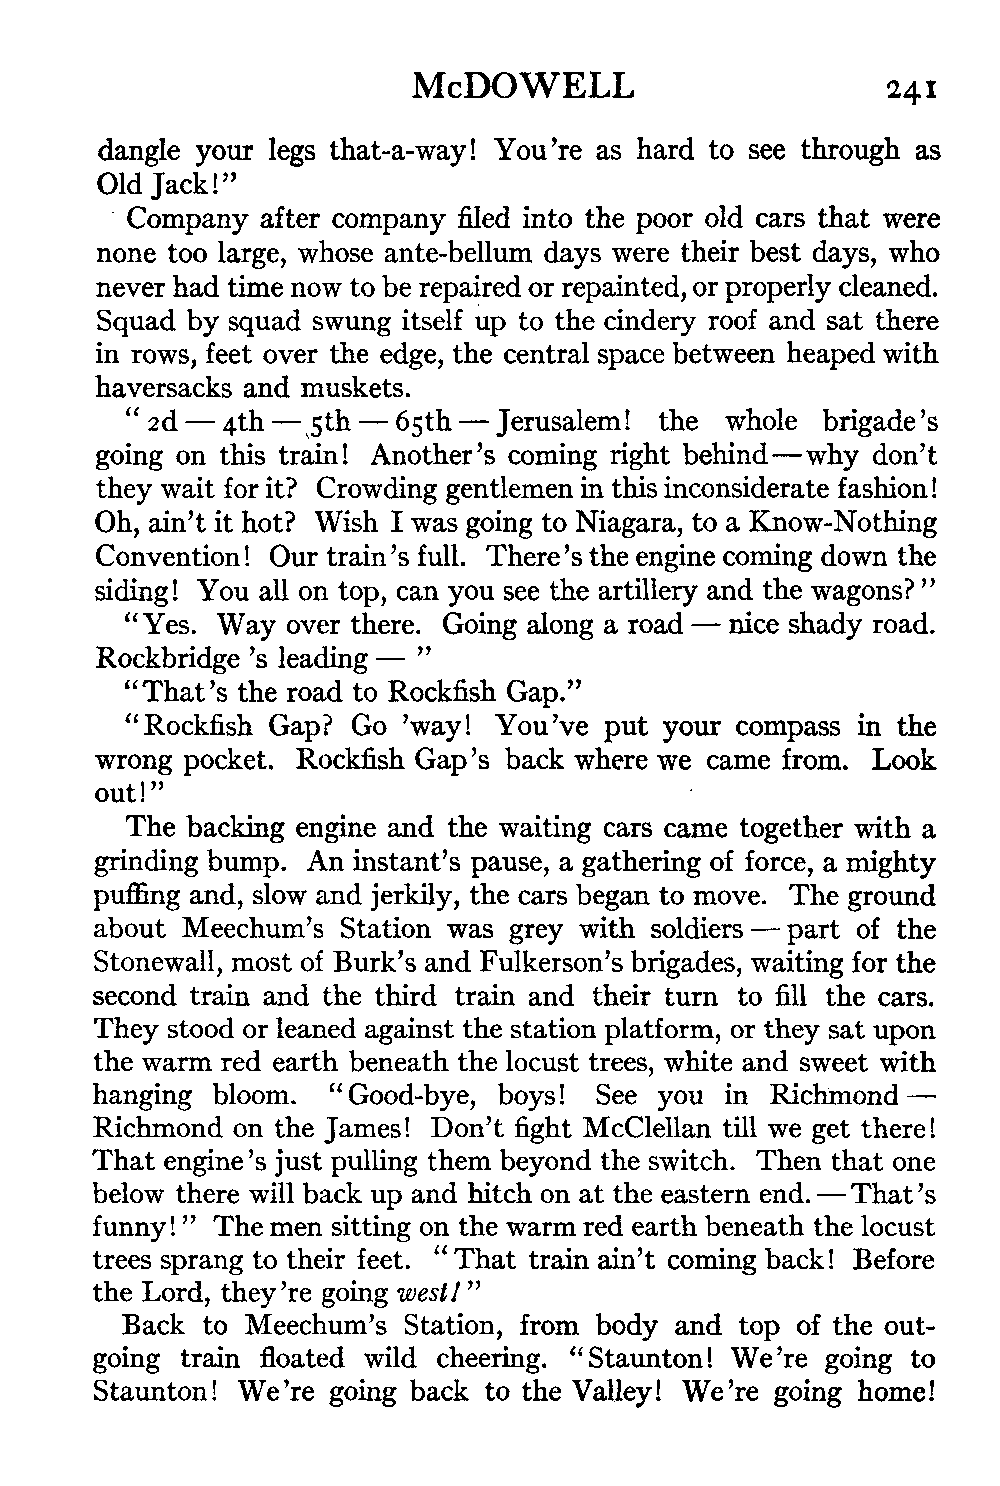 McDOWELL 241
dangle your legs that-a-way! You're as hard to see through as
Old Jack!"
Company after company filed into the poor old cars that were
none too large, whose ante-bellum days were their best days, who
never had time now to be repaired or repainted, or properly cleaned.
Squad by squad swung itself up to the cindery roof and sat there
in rows, feet over the edge, the central space between heaped with
haversacks and muskets.
"2d — 4th — 5th — 65th — Jerusalem! the whole brigade's
going on this train! Another's coming right behind — why don't
they wait for it? Crowding gentlemen in this inconsiderate fashion!
Oh, ain't it hot? Wish I was going to Niagara, to a Know-Nothing
Convention! Our train's full. There's the engine coming down the
siding! You all on top, can you see the artillery and the wagons?"
"Yes. Way over there. Going along a road — nice shady road.
Rockbridge 's leading — "
"That's the road to Rockfish Gap."
"Rockfish Gap? Go 'way! You've put your compass in the
wrong pocket. Rockfish Gap's back where we came from. Look
out!"
The backing engine and the waiting cars came together with a
grinding bump. An instant's pause, a gathering of force, a mighty
puffing and, slow and jerkily, the cars began to move. The ground
about Meechum's Station was grey with soldiers — part of the
Stonewall, most of Burk's and Fulkerson's brigades, waiting for the
second train and the third train and their turn to fill the cars.
They stood or leaned against the station platform, or they sat upon
the warm red earth beneath the locust trees, white and sweet with
hanging bloom. "Good-bye, boys! See you in Richmond —
Richmond on the James! Don't fight McClellan till we get there!
That engine's just pulling them beyond the switch. Then that one
below there will back up and hitch on at the eastern end. — That's
funny!" The men sitting on the warm red earth beneath the locust
trees sprang to their feet. "That train ain't coming back! Before
the Lord, they're going west!"
Back to Meechum's Station, from body and top of the out-
going train floated wild cheering. "Staunton! We're going to
Staunton! We're going back to the Valley! We're going home!